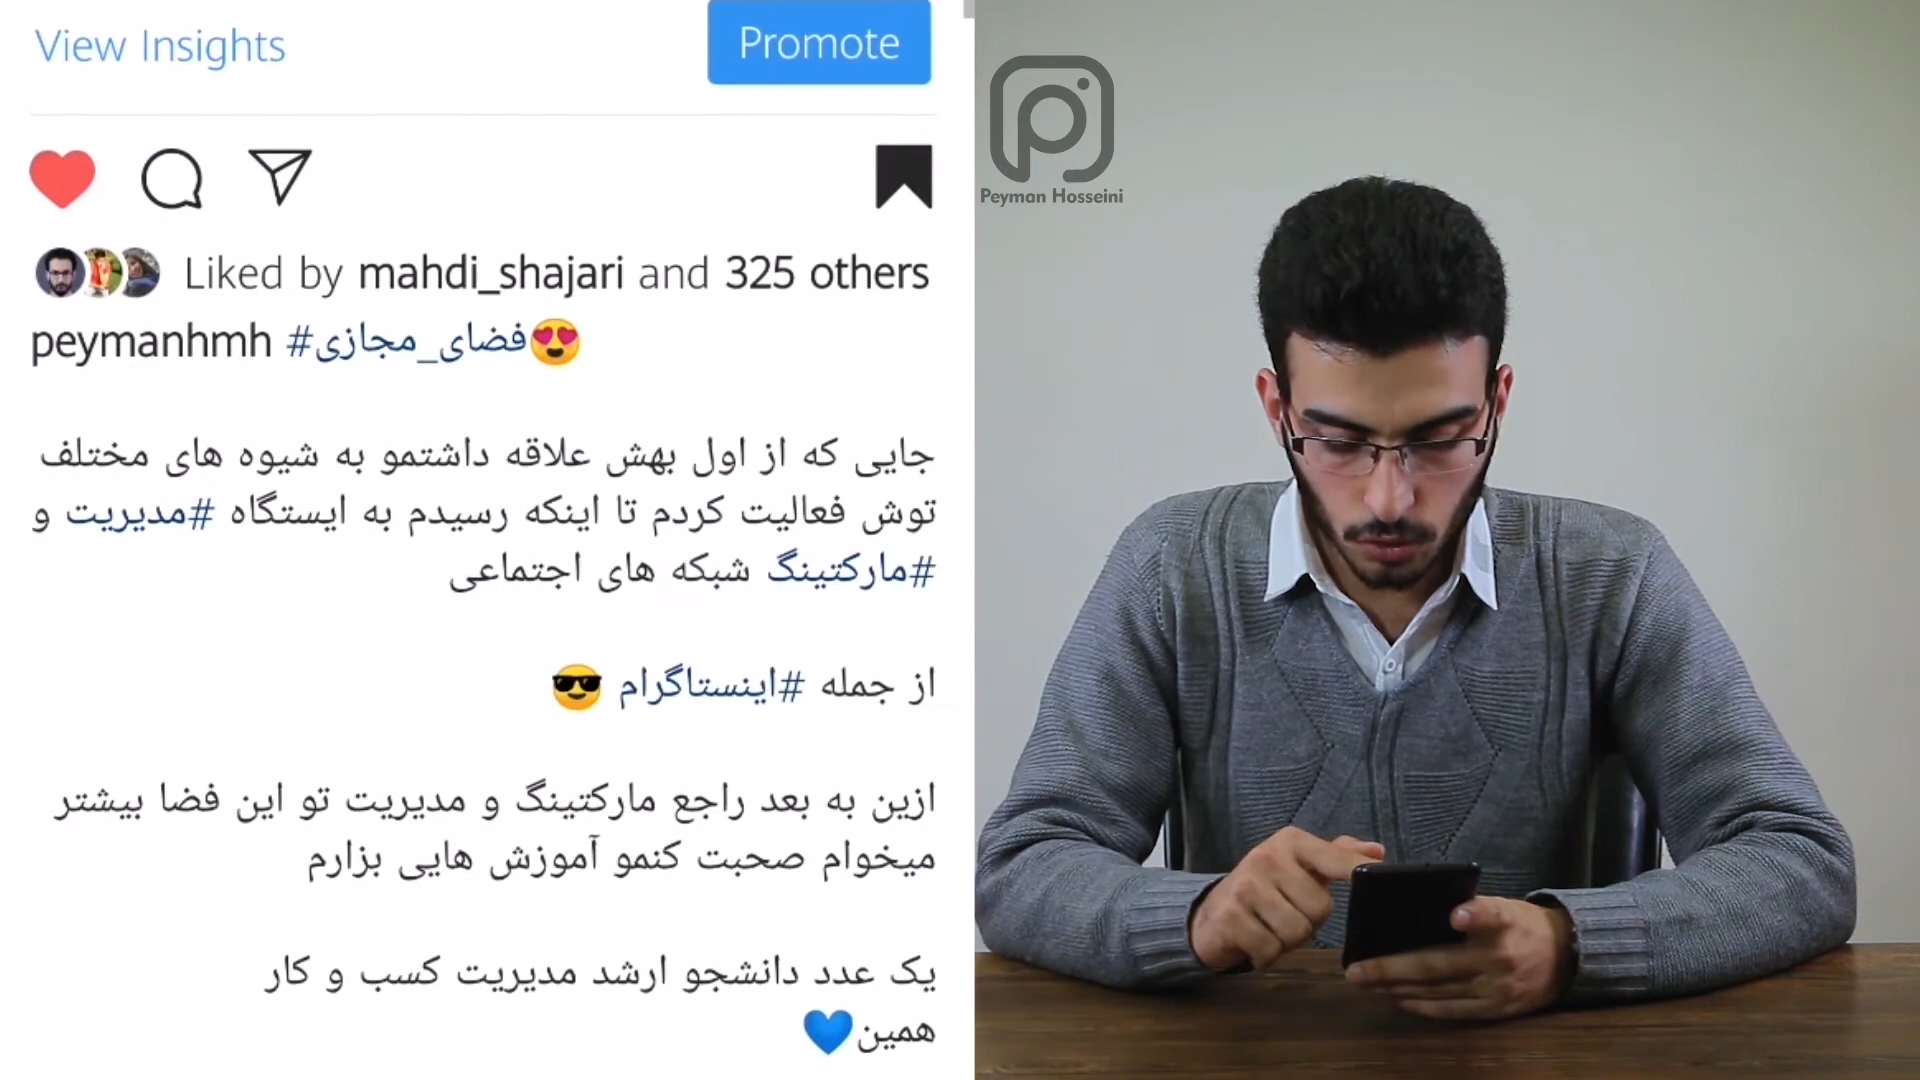 View Insights
Promote
Peyman Hosseini
Liked by mahdi_shajari and 325 others
peymanhmh #فضای_مجازی😍
جایی که از اول بهش علاقه داشتمو به شیوه های مختلف
توش فعالیت کردم تا اینکه رسیدم به ایستگاه #مدیریت و
#مارکتینگ شبکه های اجتماعی
از جمله #اینستاگرام 😎
ازین به بعد راجع مارکتینگ و مدیریت تو این فضا بیشتر
میخوام صحبت کنمو آموزش هایی بزارم
یک عدد دانشجو ارشد مدیریت کسب و کار
همین💙